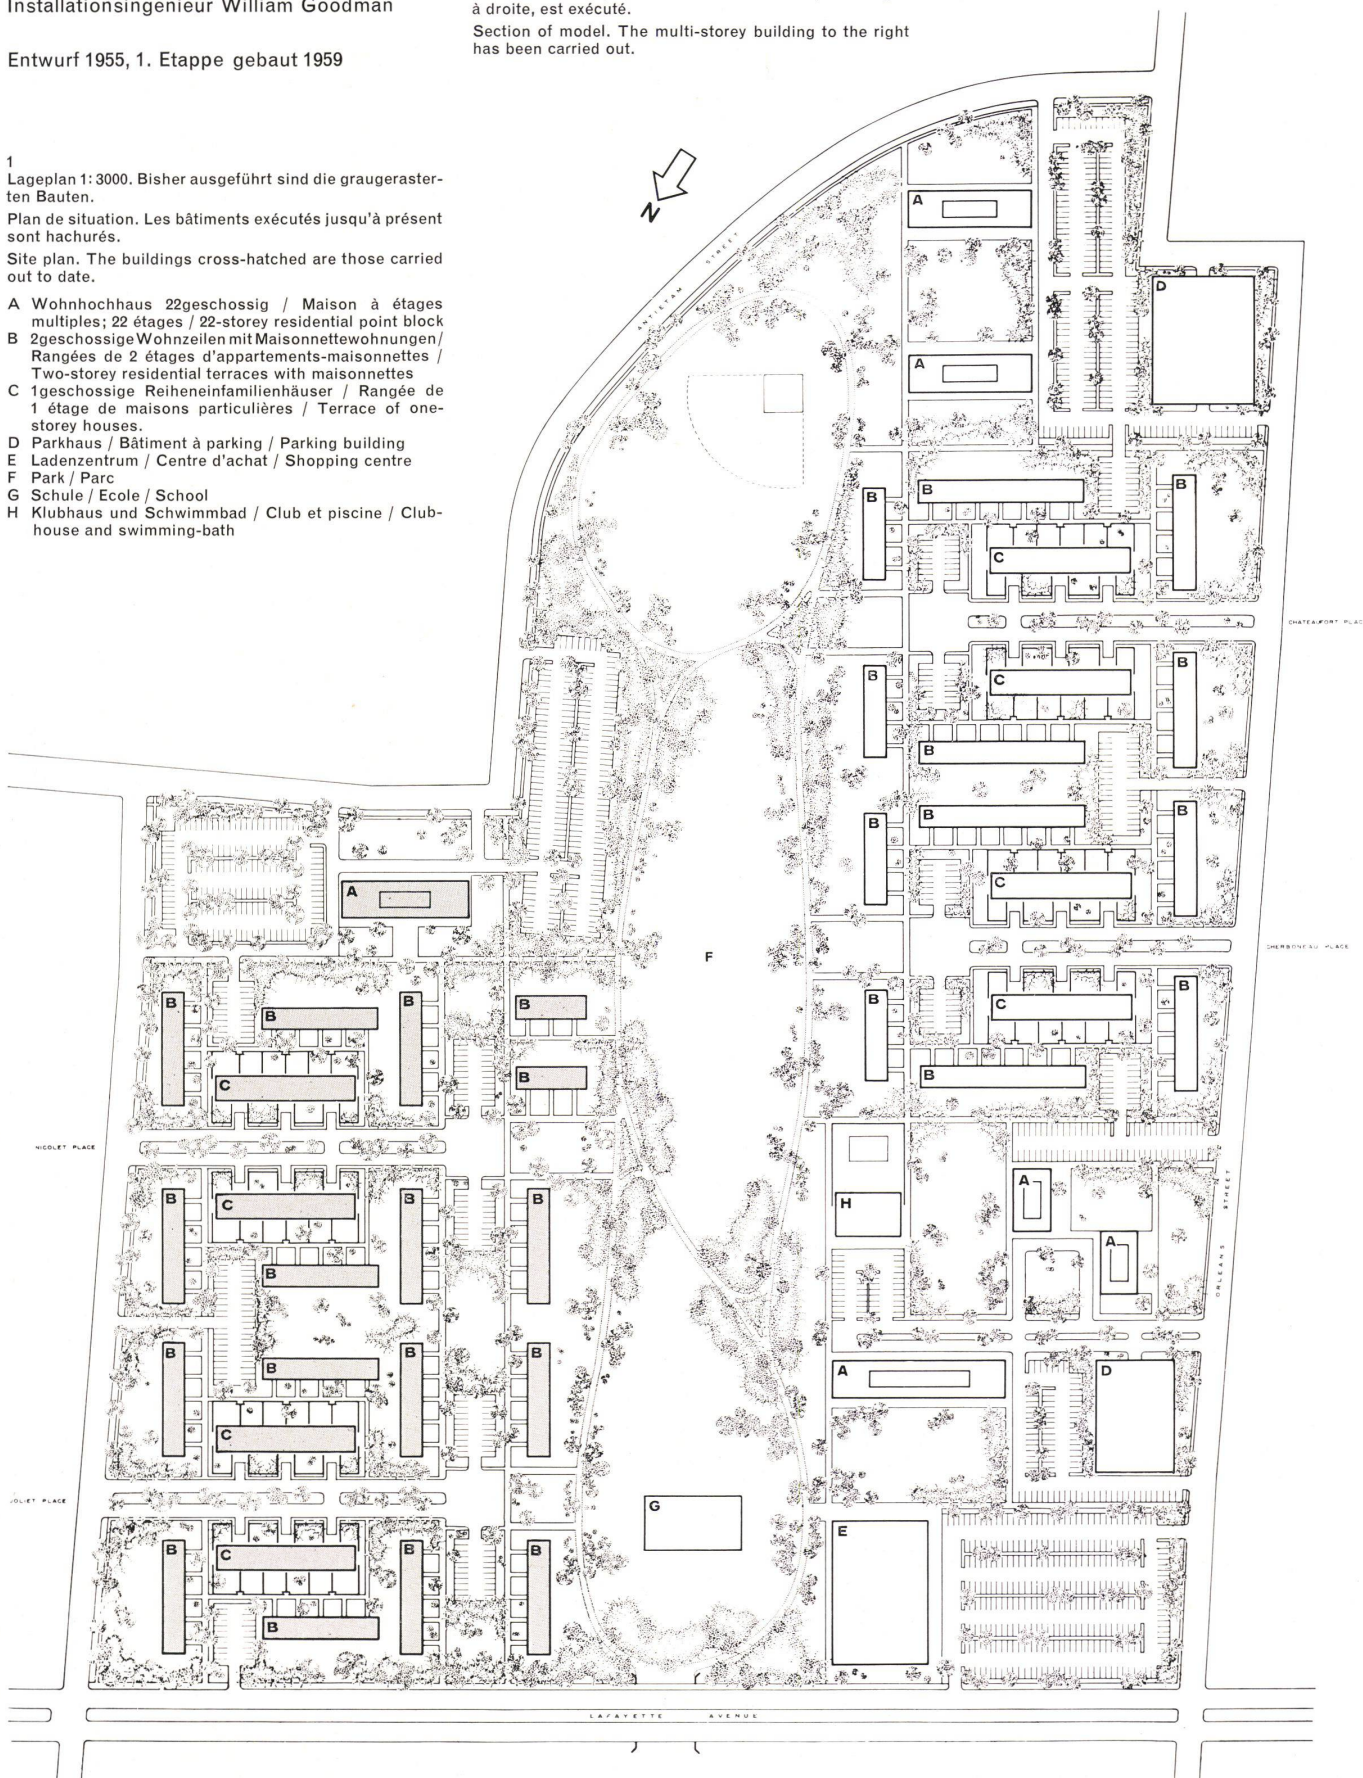 Installationsingenieur William Goodman
Entwurf 1955, 1. Etappe gebaut 1959
à droite, est exécuté.
Section of model. The multi-storey building to the right
has been carried out.
1
Lageplan 1:3000. Bisher ausgeführt sind die graugeraster-
ten Bauten.
Plan de situation. Les bâtiments exécutés jusqu'à présent
sont hachurés.
Site plan. The buildings cross-hatched are those carried
out to date.
A Wohnhochhaus 22geschossig / Maison à étages
multiples; 22 étages / 22-storey residential point block
B 2geschossige Wohnzeilen mit Maisonnettewohnungen/
Rangées de 2 étages d'appartements-maisonnettes /
Two-storey residential terraces with maisonnettes
C 1geschossige Reiheneinfamilienhäuser / Rangée de
1 étage de maisons particulières / Terrace of one-
storey houses.
D Parkhaus / Bâtiment à parking / Parking building
E Ladenzentrum / Centre d'achat / Shopping centre
F Park / Parc
G Schule / Ecole / School
H Klubhaus und Schwimmbad / Club et piscine / Club-
house and swimming-bath
N
ANTIETAM STREET
A
D
A
B
B
B
C
CHATEAUFORT PLAC
B
C
B
B
B
B
B
A
C
F
CHERBONEAU PLACE
B
B
B
B
B
C
B
B
C
B
NICOLET PLACE
A
B
C
B
B
H
A
ORLEANS STREET
B
B
B
B
B
A
D
C
JOLIET PLACE
G
E
B
C
B
B
B
LAFAYETTE AVENUE